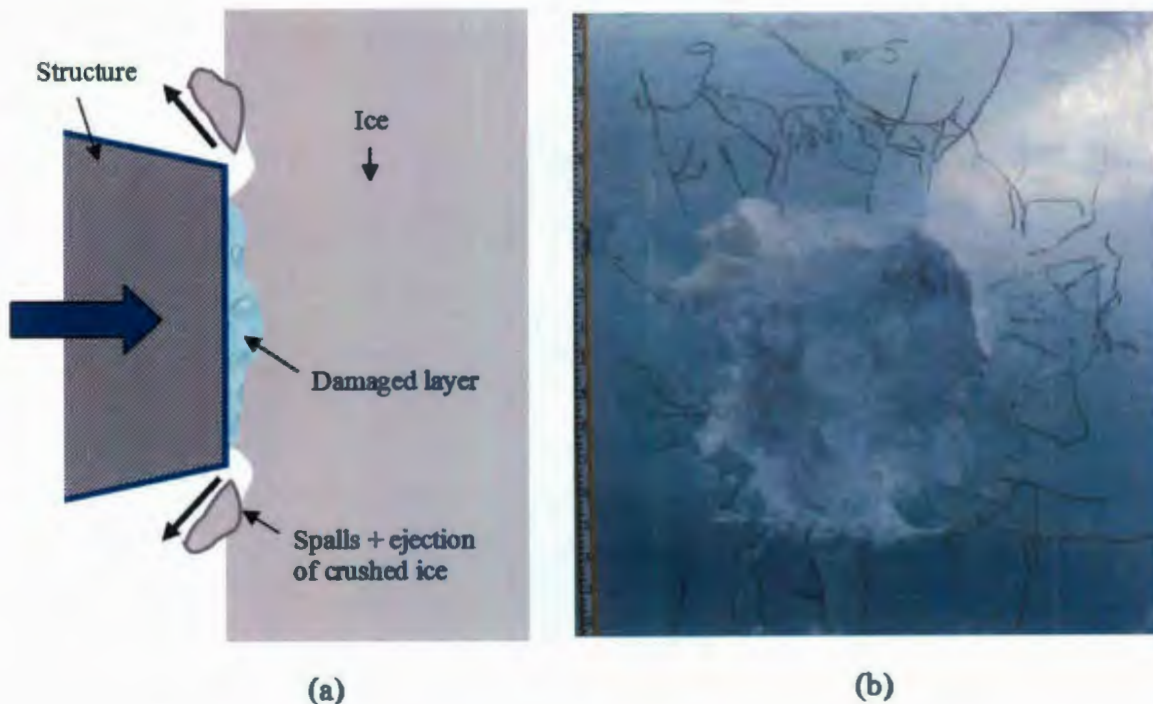 Structure
Ice
Damaged layer
Spalls + ejection
of crushed ice
(a)
(b)